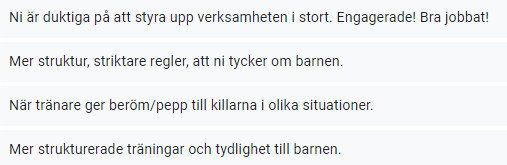 Ni är duktiga på att styra upp verksamheten i stort. Engagerade! Bra jobbat!
Mer struktur, striktare regler, att ni tycker om barnen.
När tränare ger beröm/pepp till killarna i olika situationer.
Mer strukturerade träningar och tydlighet till barnen.